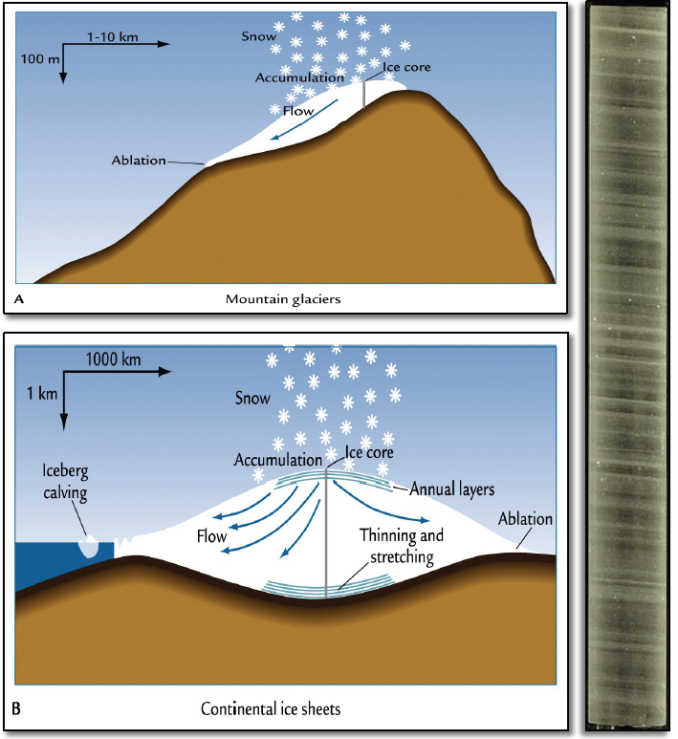 1-10 km
100 m
Snow
Accumulation
Ice core
Flow
Ablation
A
Mountain glaciers
1000 km
1 km
Snow
Accumulation
Ice core
Iceberg
calving
Annual layers
Flow
Thinning and
stretching
Ablation
B
Continental ice sheets